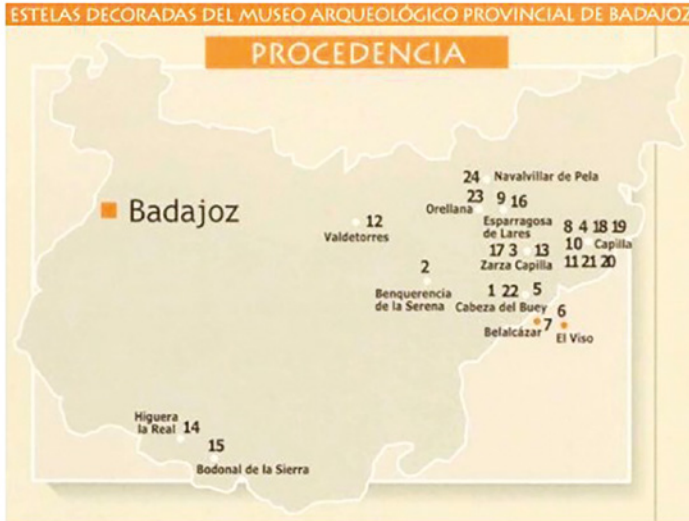 ESTELAS DECORADAS DEL MUSEO ARQUEOLÓGICO PROVINCIAL DE BADAJOZ
PROCEDENCIA
24 Navalvillar de Pela
23
Orellana
9 16
Esparragosa
de Lares
8 4 18 19
10 Capilla
11 21 20
Badajoz
12
Valdetorres
17 3 13
Zarza Capilla
2
Benquerencia
de la Serena
1 22 5
Cabeza del Buey
6
7
Belalcázar
El Viso
Higuera
la Real
14
15
Bodonal de la Sierra